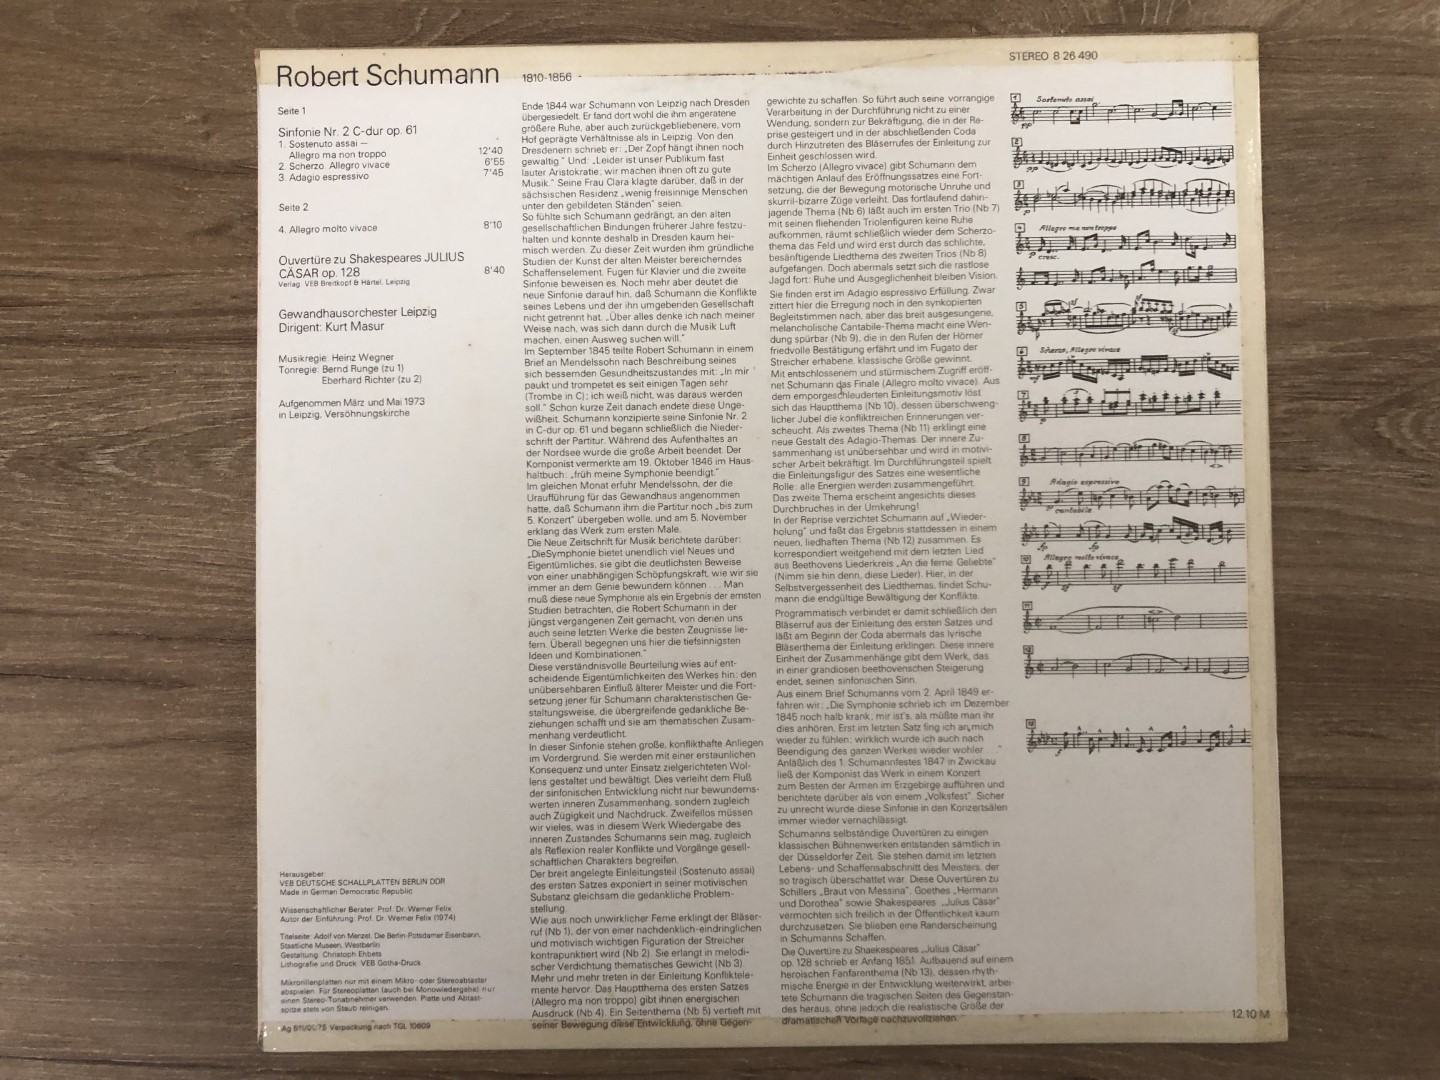 Robert Schumann 1810-1856
STEREO 8 26 490
Seite 1
Sinfonie Nr. 2 C-dur op. 61
1. Sostenuto assai –
Allegro ma non troppo 12'40
2. Scherzo. Allegro vivace 6'55
3. Adagio espressivo 7'45
Seite 2
4. Allegro molto vivace 8'10
Ouvertüre zu Shakespeares JULIUS
CÄSAR op. 128 8'40
Verlag: VEB Breitkopf & Härtel, Leipzig
Gewandhausorchester Leipzig
Dirigent: Kurt Masur
Musikregie: Heinz Wegner
Tonregie: Bernd Runge (zu 1)
Eberhard Richter (zu 2)
Aufgenommen März und Mai 1973
in Leipzig, Versöhnungskirche
Herausgeber:
VEB DEUTSCHE SCHALLPLATTEN BERLIN DDR
Made in German Democratic Republic
Wissenschaftlicher Berater: Prof. Dr. Werner Felix
Autor der Einführung: Prof. Dr. Werner Felix (1974)
Titelseite: Adolf von Menzel, Die Berlin-Potsdamer Eisenbahn,
Staatliche Museen, Westberlin
Gestaltung: Christoph Ehbets
Lithografie und Druck: VEB Gotha-Druck
Mikrorillenplatten nur mit einem Mikro- oder Stereoabtaster
abspielen. Für Stereoplatten (auch bei Monowiedergabe) nur
einen Stereo-Tonabnehmer verwenden. Platte und Abtast-
spitze stets von Staub reinigen.
Verpackung nach TGL 10609
Ende 1844 war Schumann von Leipzig nach Dresden
übergesiedelt. Er fand dort wohl die ihm angeratene
größere Ruhe, aber auch zurückgebliebenere, vom
Hof geprägte Verhältnisse als in Leipzig. Von den
Dresdenern schrieb er: „Der Zopf hängt ihnen noch
gewaltig.“ Und: „Leider ist unser Publikum fast
lauter Aristokratie; wir machen ihnen oft zu gute
Musik.“ Seine Frau Clara klagte darüber, daß in der
sächsischen Residenz „wenig freisinnige Menschen
unter den gebildeten Ständen“ seien.
So fühlte sich Schumann gedrängt, an den alten
gesellschaftlichen Bindungen früherer Jahre festzu-
halten und konnte deshalb in Dresden kaum hei-
misch werden. Zu dieser Zeit wurden ihm gründliche
Studien der Kunst der alten Meister bereicherndes
Schaffenselement. Fugen für Klavier und die zweite
Sinfonie beweisen es. Noch mehr aber deutet die
neue Sinfonie darauf hin, daß Schumann die Konflikte
seines Lebens und der ihn umgebenden Gesellschaft
nicht getrennt hat. „Über alles denke ich nach meiner
Weise nach, was sich dann durch die Musik Luft
machen, einen Ausweg suchen will.“
Im September 1845 teilte Robert Schumann in einem
Brief an Mendelssohn nach Beschreibung seines
sich bessernden Gesundheitszustandes mit: „In mir
paukt und trompetet es seit einigen Tagen sehr
(Trombe in C); ich weiß nicht, was daraus werden
soll.“ Schon kurze Zeit danach endete diese Unge-
wißheit. Schumann konzipierte seine Sinfonie Nr. 2
in C-dur op. 61 und begann schließlich die Nieder-
schrift der Partitur. Während des Aufenthaltes an
der Nordsee wurde die große Arbeit beendet. Der
Komponist vermerkte am 19. Oktober 1846 im Haus-
haltbuch: „früh meine Symphonie beendigt.“
Im gleichen Monat erfuhr Mendelssohn, der die
Uraufführung für das Gewandhaus angenommen
hatte, daß Schumann ihm die Partitur noch „bis zum
5. Konzert“ übergeben wolle, und am 5. November
erklang das Werk zum ersten Male.
Die Neue Zeitschrift für Musik berichtete darüber:
„DieSymphonie bietet unendlich viel Neues und
Eigentümliches, sie gibt die deutlichsten Beweise
von einer unabhängigen Schöpfungskraft, wie wir sie
immer an dem Genie bewundern können . . . Man
muß diese neue Symphonie als ein Ergebnis der ernsten
Studien betrachten, die Robert Schumann in der
jüngst vergangenen Zeit gemacht, von denen uns
auch seine letzten Werke die besten Zeugnisse lie-
fern. Überall begegnen uns hier die tiefsinnigsten
Ideen und Kombinationen.“
Diese verständnisvolle Beurteilung wies auf ent-
scheidende Eigentümlichkeiten des Werkes hin: den
unübersehbaren Einfluß älterer Meister und die Fort-
setzung jener für Schumann charakteristischen Ge-
staltungsweise, die übergreifende gedankliche Be-
ziehungen schafft und sie am thematischen Zusam-
menhang verdeutlicht.
In dieser Sinfonie stehen große, konflikthafte Anliegen
im Vordergrund. Sie werden mit einer erstaunlichen
Konsequenz und unter Einsatz zielgerichteten Wol-
lens gestaltet und bewältigt. Dies verleiht dem Fluß
der sinfonischen Entwicklung nicht nur bewunderns-
werten inneren Zusammenhang, sondern zugleich
auch Zügigkeit und Nachdruck. Zweifellos müssen
wir vieles, was in diesem Werk Wiedergabe des
inneren Zustandes Schumanns sein mag, zugleich
als Reflexion realer Konflikte und Vorgänge gesell-
schaftlichen Charakters begreifen.
Der breit angelegte Einleitungsteil (Sostenuto assai)
des ersten Satzes exponiert in seiner motivischen
Substanz gleichsam die gedankliche Problem-
stellung.
Wie aus noch unwirklicher Ferne erklingt der Bläser-
ruf (Nb 1), der von einer nachdenklich-eindringlichen
und motivisch wichtigen Figuration der Streicher
kontrapunktiert wird (Nb 2). Sie erlangt in melodi-
scher Verdichtung thematisches Gewicht (Nb 3).
Mehr und mehr treten in der Einleitung Konfliktele-
mente hervor. Das Hauptthema des ersten Satzes
(Allegro ma non troppo) gibt ihnen energischen
Ausdruck (Nb 4). Ein Seitenthema (Nb 5) vertieft mit
seiner Bewegung diese Entwicklung, ohne Gegen-
gewichte zu schaffen. So führt auch seine vorrangige
Verarbeitung in der Durchführung nicht zu einer
Wendung, sondern zur Bekräftigung, die in der Re-
prise gesteigert und in der abschließenden Coda
durch Hinzutreten des Bläserrufes der Einleitung zur
Einheit geschlossen wird.
Im Scherzo (Allegro vivace) gibt Schumann dem
mächtigen Anlauf des Eröffnungssatzes eine Fort-
setzung, die der Bewegung motorische Unruhe und
skurril-bizarre Züge verleiht. Das fortlaufend dahin-
jagende Thema (Nb 6) läßt auch im ersten Trio (Nb 7)
mit seinen fliehenden Triolenfiguren keine Ruhe
aufkommen, räumt schließlich wieder dem Scherzo-
thema das Feld und wird erst durch das schlichte,
besänftigende Liedthema des zweiten Trios (Nb 8)
aufgefangen. Doch abermals setzt sich die rastlose
Jagd fort: Ruhe und Ausgeglichenheit bleiben Vision.
Sie finden erst im Adagio espressivo Erfüllung. Zwar
zittert hier die Erregung noch in den synkopierten
Begleitstimmen nach, aber das breit ausgesungene,
melancholische Cantabile-Thema macht eine Wen-
dung spürbar (Nb 9), die in den Rufen der Hörner
friedvolle Bestätigung erfährt und im Fugato der
Streicher erhabene, klassische Größe gewinnt.
Mit entschlossenem und stürmischem Zugriff eröff-
net Schumann das Finale (Allegro molto vivace). Aus
dem emporgeschleuderten Einleitungsmotiv löst
sich das Hauptthema (Nb 10), dessen überschweng-
licher Jubel die konfliktreichen Erinnerungen ver-
scheucht. Als zweites Thema (Nb 11) erklingt eine
neue Gestalt des Adagio-Themas. Der innere Zu-
sammenhang ist unübersehbar und wird in motivi-
scher Arbeit bekräftigt. Im Durchführungsteil spielt
die Einleitungsfigur des Satzes eine wesentliche
Rolle: alle Energien werden zusammengeführt.
Das zweite Thema erscheint angesichts dieses
Durchbruches in der Umkehrung!
In der Reprise verzichtet Schumann auf „Wieder-
holung“ und faßt das Ergebnis stattdessen in einem
neuen, liedhaften Thema (Nb 12) zusammen. Es
korrespondiert weitgehend mit dem letzten Lied
aus Beethovens Liederkreis „An die ferne Geliebte“
(Nimm sie hin denn, diese Lieder). Hier, in der
Selbstvergessenheit des Liedthemas, findet Schu-
mann die endgültige Bewältigung der Konflikte.
Programmatisch verbindet er damit schließlich den
Bläserruf aus der Einleitung des ersten Satzes und
läßt am Beginn der Coda abermals das lyrische
Bläserthema der Einleitung erklingen. Diese innere
Einheit der Zusammenhänge gibt dem Werk, das
in einer grandiosen beethovenschen Steigerung
endet, seinen sinfonischen Sinn.
Aus einem Brief Schumanns vom 2. April 1849 er-
fahren wir: „Die Symphonie schrieb ich im Dezember
1845 noch halb krank; mir ist's, als müßte man ihr
dies anhören. Erst im letzten Satz fing ich an, mich
wieder zu fühlen; wirklich wurde ich auch nach
Beendigung des ganzen Werkes wieder wohler . . .“
Anläßlich des 1. Schumannfestes 1847 in Zwickau
ließ der Komponist das Werk in einem Konzert
zum Besten der Armen im Erzgebirge aufführen und
berichtete darüber als von einem „Volksfest“. Sicher
zu unrecht wurde diese Sinfonie in den Konzertsälen
immer wieder vernachlässigt.
Schumanns selbständige Ouvertüren zu einigen
klassischen Bühnenwerken entstanden sämtlich in
der Düsseldorfer Zeit. Sie stehen damit im letzten
Lebens- und Schaffensabschnitt des Meisters, der
so tragisch überschattet war. Diese Ouvertüren zu
Schillers „Braut von Messina“, Goethes „Hermann
und Dorothea“ sowie Shakespeares „Julius Cäsar“
vermochten sich freilich in der Öffentlichkeit kaum
durchzusetzen. Sie blieben eine Randerscheinung
in Schumanns Schaffen.
Die Ouvertüre zu Shaekespeares „Julius Cäsar“
op. 128 schrieb er Anfang 1851. Aufbauend auf einem
heroischen Fanfarenthema (Nb 13), dessen rhyth-
mische Energie in der Entwicklung weiterwirkt, arbei-
tete Schumann die tragischen Seiten des Gegenstan-
des heraus, ohne jedoch die realistische Größe der
dramatischen Vorlage nachzuvollziehen.
1 Sostenuto assai
pp
2
pp
3
p
4 Allegro ma non troppo
p cresc.
5
6 Scherzo, Allegro vivace
7
p
8
9 Adagio espressivo
p cantabile
fp fp
10 Allegro molto vivace
11
12
13
f
12,10 M